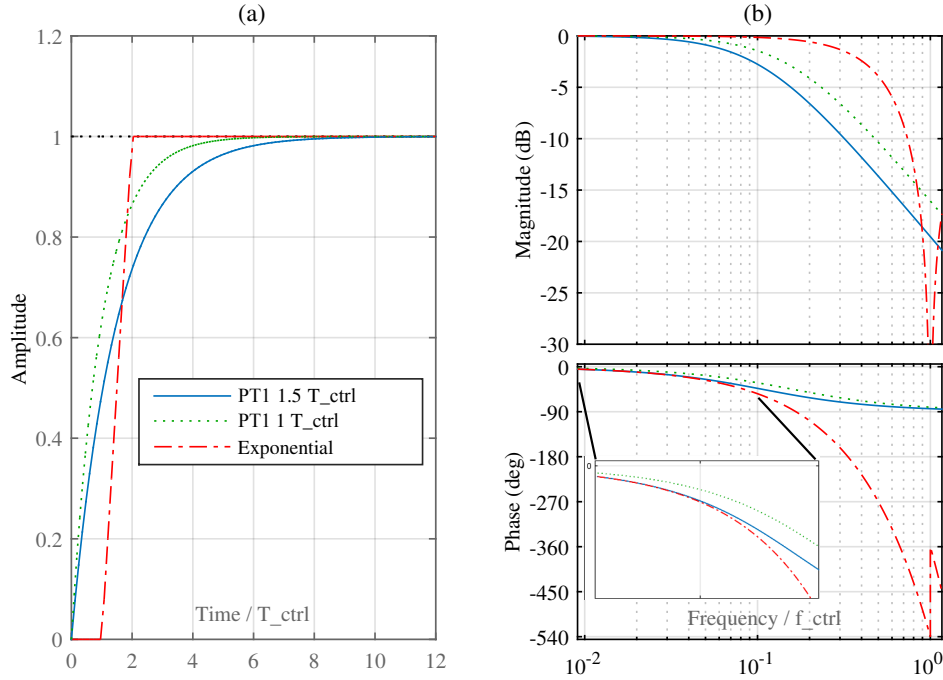 (a)
1.2
1
0.8
0.6
0.4
0.2
0
Amplitude
PT1 1.5 T_ctrl
PT1 1 T_ctrl
Exponential
Time / T_ctrl
0 2 4 6 8 10 12
(b)
0
-5
-10
-15
-20
-25
-30
Magnitude (dB)
0
-90
-180
-270
-360
-450
-540
Phase (deg)
0
Frequency / f_ctrl
10^-2 10^-1 10^0